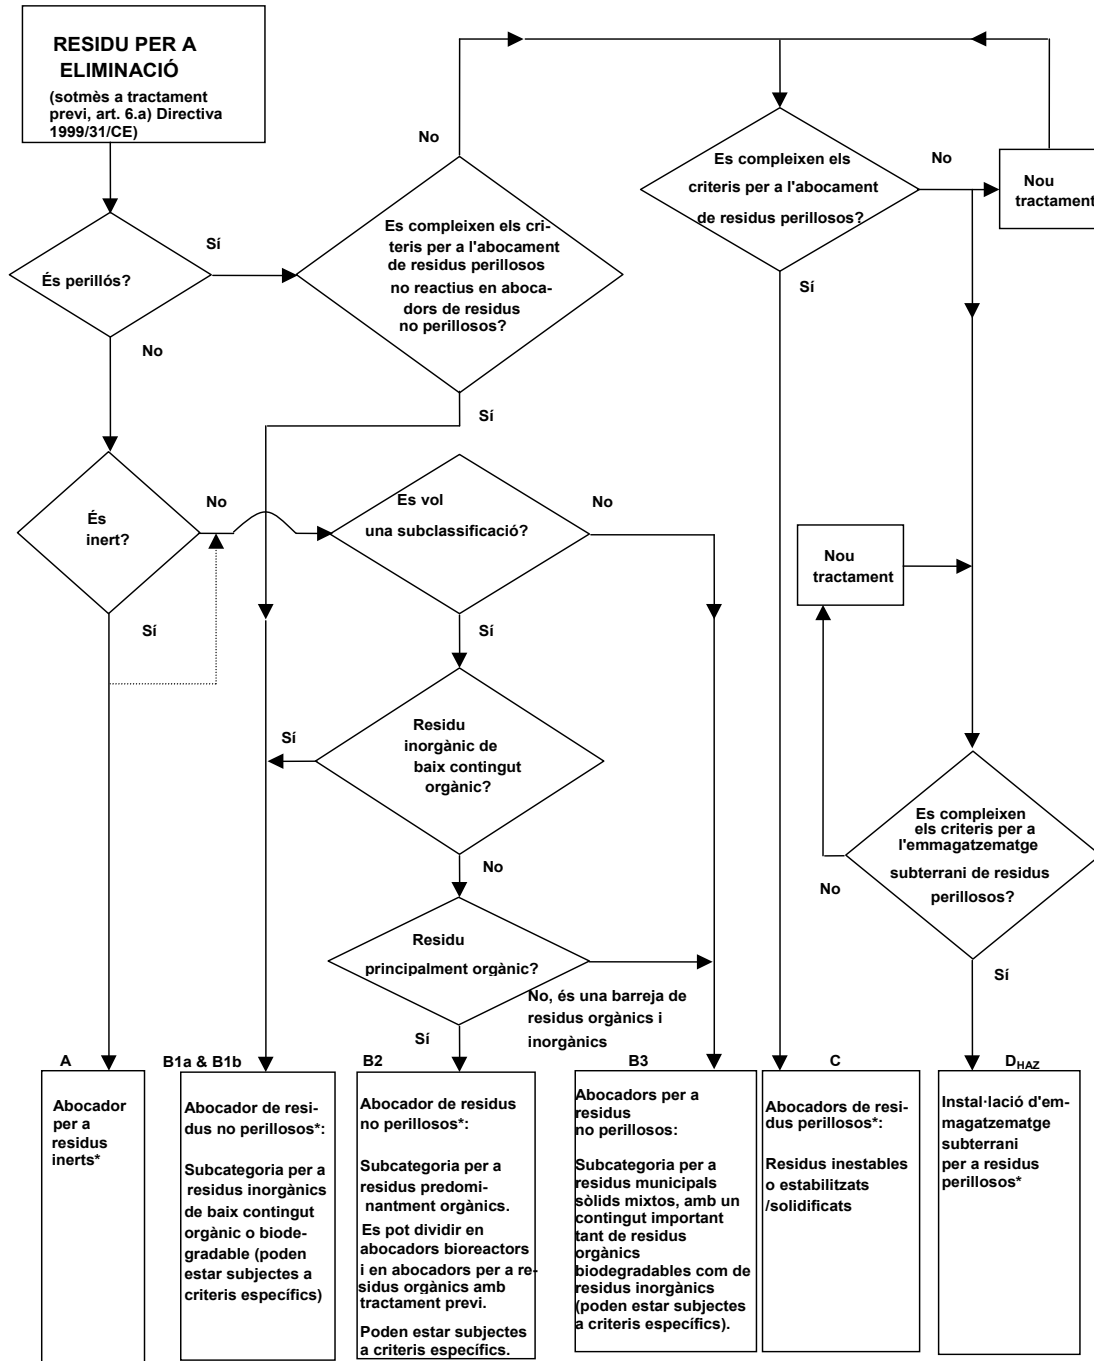 RESIDU PER A
ELIMINACIÓ
(sotmès a tractament
previ, art. 6.a) Directiva
1999/31/CE)
No
Es compleixen els
criteris per a l'abocament
de residus perillosos?
No
Nou
tractament
És perillós?
Sí
Es compleixen els cri-
teris per a l'abocament
de residus perillosos
no reactius en aboca-
dors de residus
no perillosos?
Sí
No
Sí
És
inert?
No
Es vol
una subclassificació?
No
Nou
tractament
Sí
Sí
Residu
inorgànic de
baix contingut
orgànic?
Sí
No
Es compleixen
els criteris per a
l'emmagatzematge
subterrani de residus
perillosos?
No
Sí
Residu
principalment orgànic?
No, és una barreja de
residus orgànics i
inorgànics
Sí
A
Abocador
per a
residus
inerts*
B1a & B1b
Abocador de resi-
dus no perillosos*:
Subcategoria per a
residus inorgànics
de baix contingut
orgànic o biode-
gradable (poden
estar subjectes a
criteris específics)
B2
Abocador de residus
no perillosos*:
Subcategoria per a
residus predomi-
nantment orgànics.
Es pot dividir en
abocadors bioreactors
i en abocadors per a re-
sidus orgànics amb
tractament previ.
Poden estar subjectes
a criteris específics.
B3
Abocadors per a
residus
no perillosos:
Subcategoria per a
residus municipals
sòlids mixtos, amb un
contingut important
tant de residus
orgànics
biodegradables com de
residus inorgànics
(poden estar subjectes
a criteris específics).
C
Abocadors de resi-
dus perillosos*:
Residus inestables
o estabilitzats
/solidificats
DHAZ
Instal·lació d'em-
magatzematge
subterrani
per a residus
perillosos*